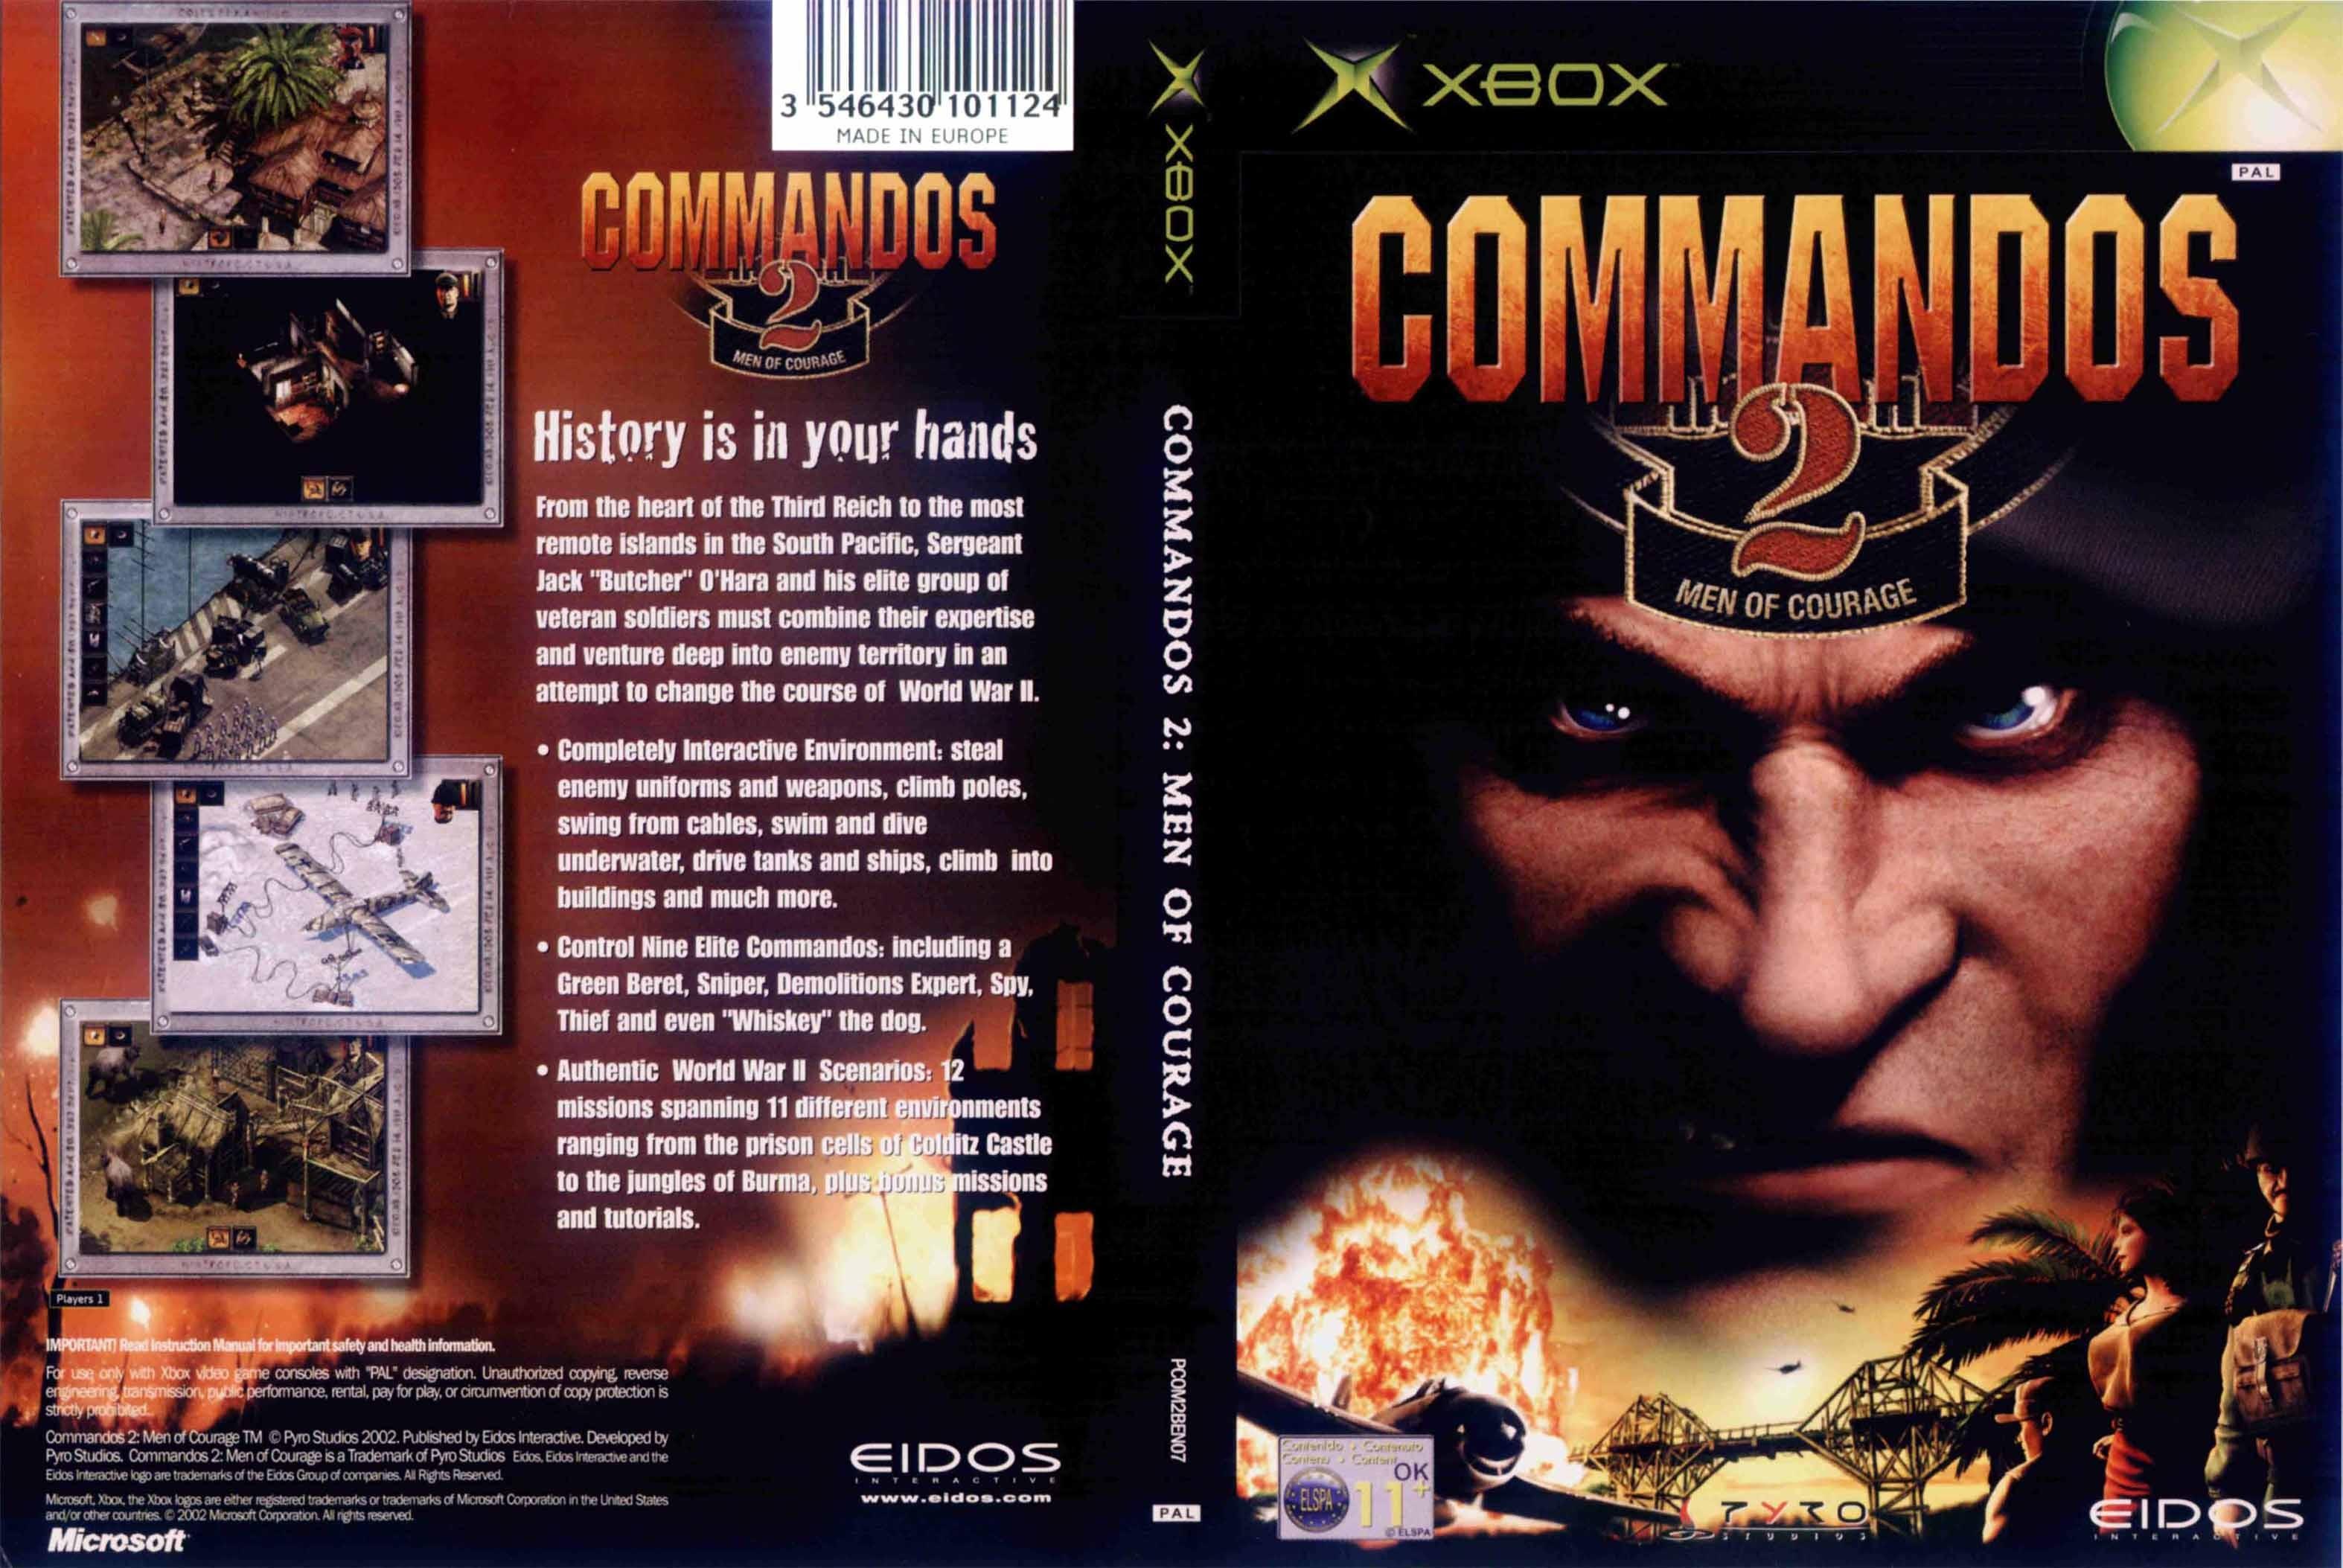 3 546430 101124
MADE IN EUROPE
COMMANDOS
2
MEN OF COURAGE
History is in your hands
From the heart of the Third Reich to the most
remote islands in the South Pacific, Sergeant
Jack "Butcher" O'Hara and his elite group of
veteran soldiers must combine their expertise
and venture deep into enemy territory in an
attempt to change the course of World War II.
• Completely Interactive Environment: steal
enemy uniforms and weapons, climb poles,
swing from cables, swim and dive
underwater, drive tanks and ships, climb into
buildings and much more.
• Control Nine Elite Commandos: including a
Green Beret, Sniper, Demolitions Expert, Spy,
Thief and even "Whiskey" the dog.
• Authentic World War II Scenarios: 12
missions spanning 11 different environments
ranging from the prison cells of Colditz Castle
to the jungles of Burma, plus bonus missions
and tutorials.
Players 1
IMPORTANT! Read Instruction Manual for important safety and health information.
For use only with Xbox video game consoles with "PAL" designation. Unauthorized copying, reverse
engineering, transmission, public performance, rental, pay for play, or circumvention of copy protection is
strictly prohibited.
Commandos 2: Men of Courage TM © Pyro Studios 2002. Published by Eidos Interactive. Developed by
Pyro Studios. Commandos 2: Men of Courage is a Trademark of Pyro Studios Eidos, Eidos Interactive and the
Eidos Interactive logo are trademarks of the Eidos Group of companies. All Rights Reserved.
Microsoft, Xbox, the Xbox logos are either registered trademarks or trademarks of Microsoft Corporation in the United States
and/or other countries. © 2002 Microsoft Corporation. All rights reserved.
Microsoft
EIDOS
INTERACTIVE
www.eidos.com
XBOX™
COMMANDOS 2: MEN OF COURAGE
PCOM2BEN07
PAL
XBOX™
PAL
COMMANDOS
2
MEN OF COURAGE
Contenido • Contenuto
Contenu • Content
OK
ELSPA
11+
© ELSPA
PYRO
STUDIOS
EIDOS
INTERACTIVE